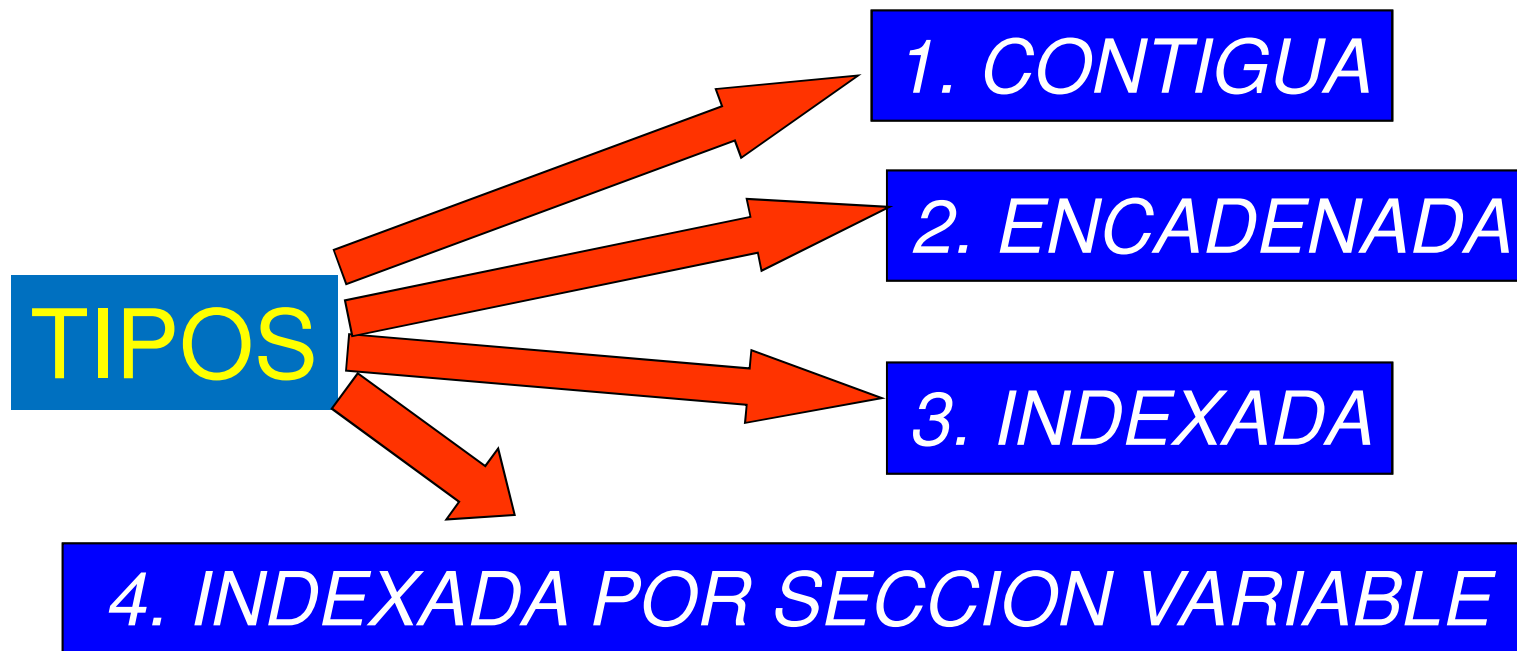 1. CONTIGUA
2. ENCADENADA
TIPOS
3. INDEXADA
4. INDEXADA POR SECCION VARIABLE